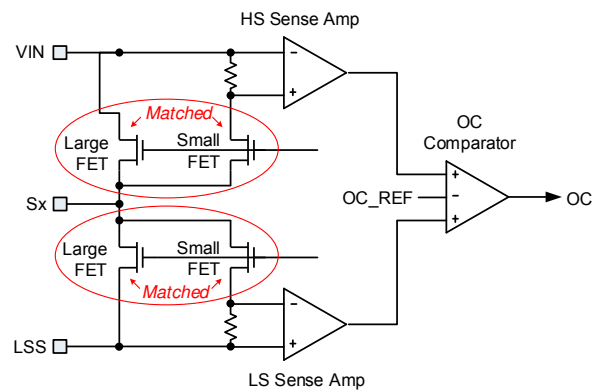 HS Sense Amp
VIN
−
+
Matched
Large
FET
Small
FET
OC
Comparator
+
Sx
OC_REF
−
OC
+
Large
FET
Small
FET
Matched
−
+
LSS
LS Sense Amp